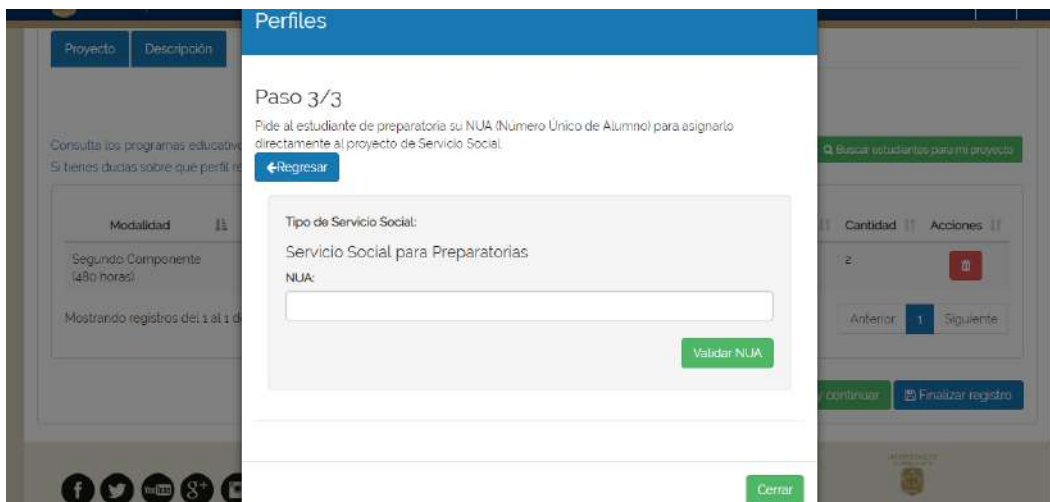 Perfiles
Proyecto
Descripción
Paso 3/3
Pide al estudiante de preparatoria su NUA (Número Único de Alumno) para asignarlo
directamente al proyecto de Servicio Social.
Regresar
Consulta los programas educativo
Si tienes dudas sobre que perfil re
Buscar estudiantes para mi proyecto
Tipo de Servicio Social:
Servicio Social para Preparatorias
NUA:
Validar NUA
Modalidad
Cantidad
Acciones
Segundo Componente
(480 horas)
2
Mostrando registros del 1 al 1 d
Anterior
1
Siguiente
continuar
Finalizar registro
Cerrar